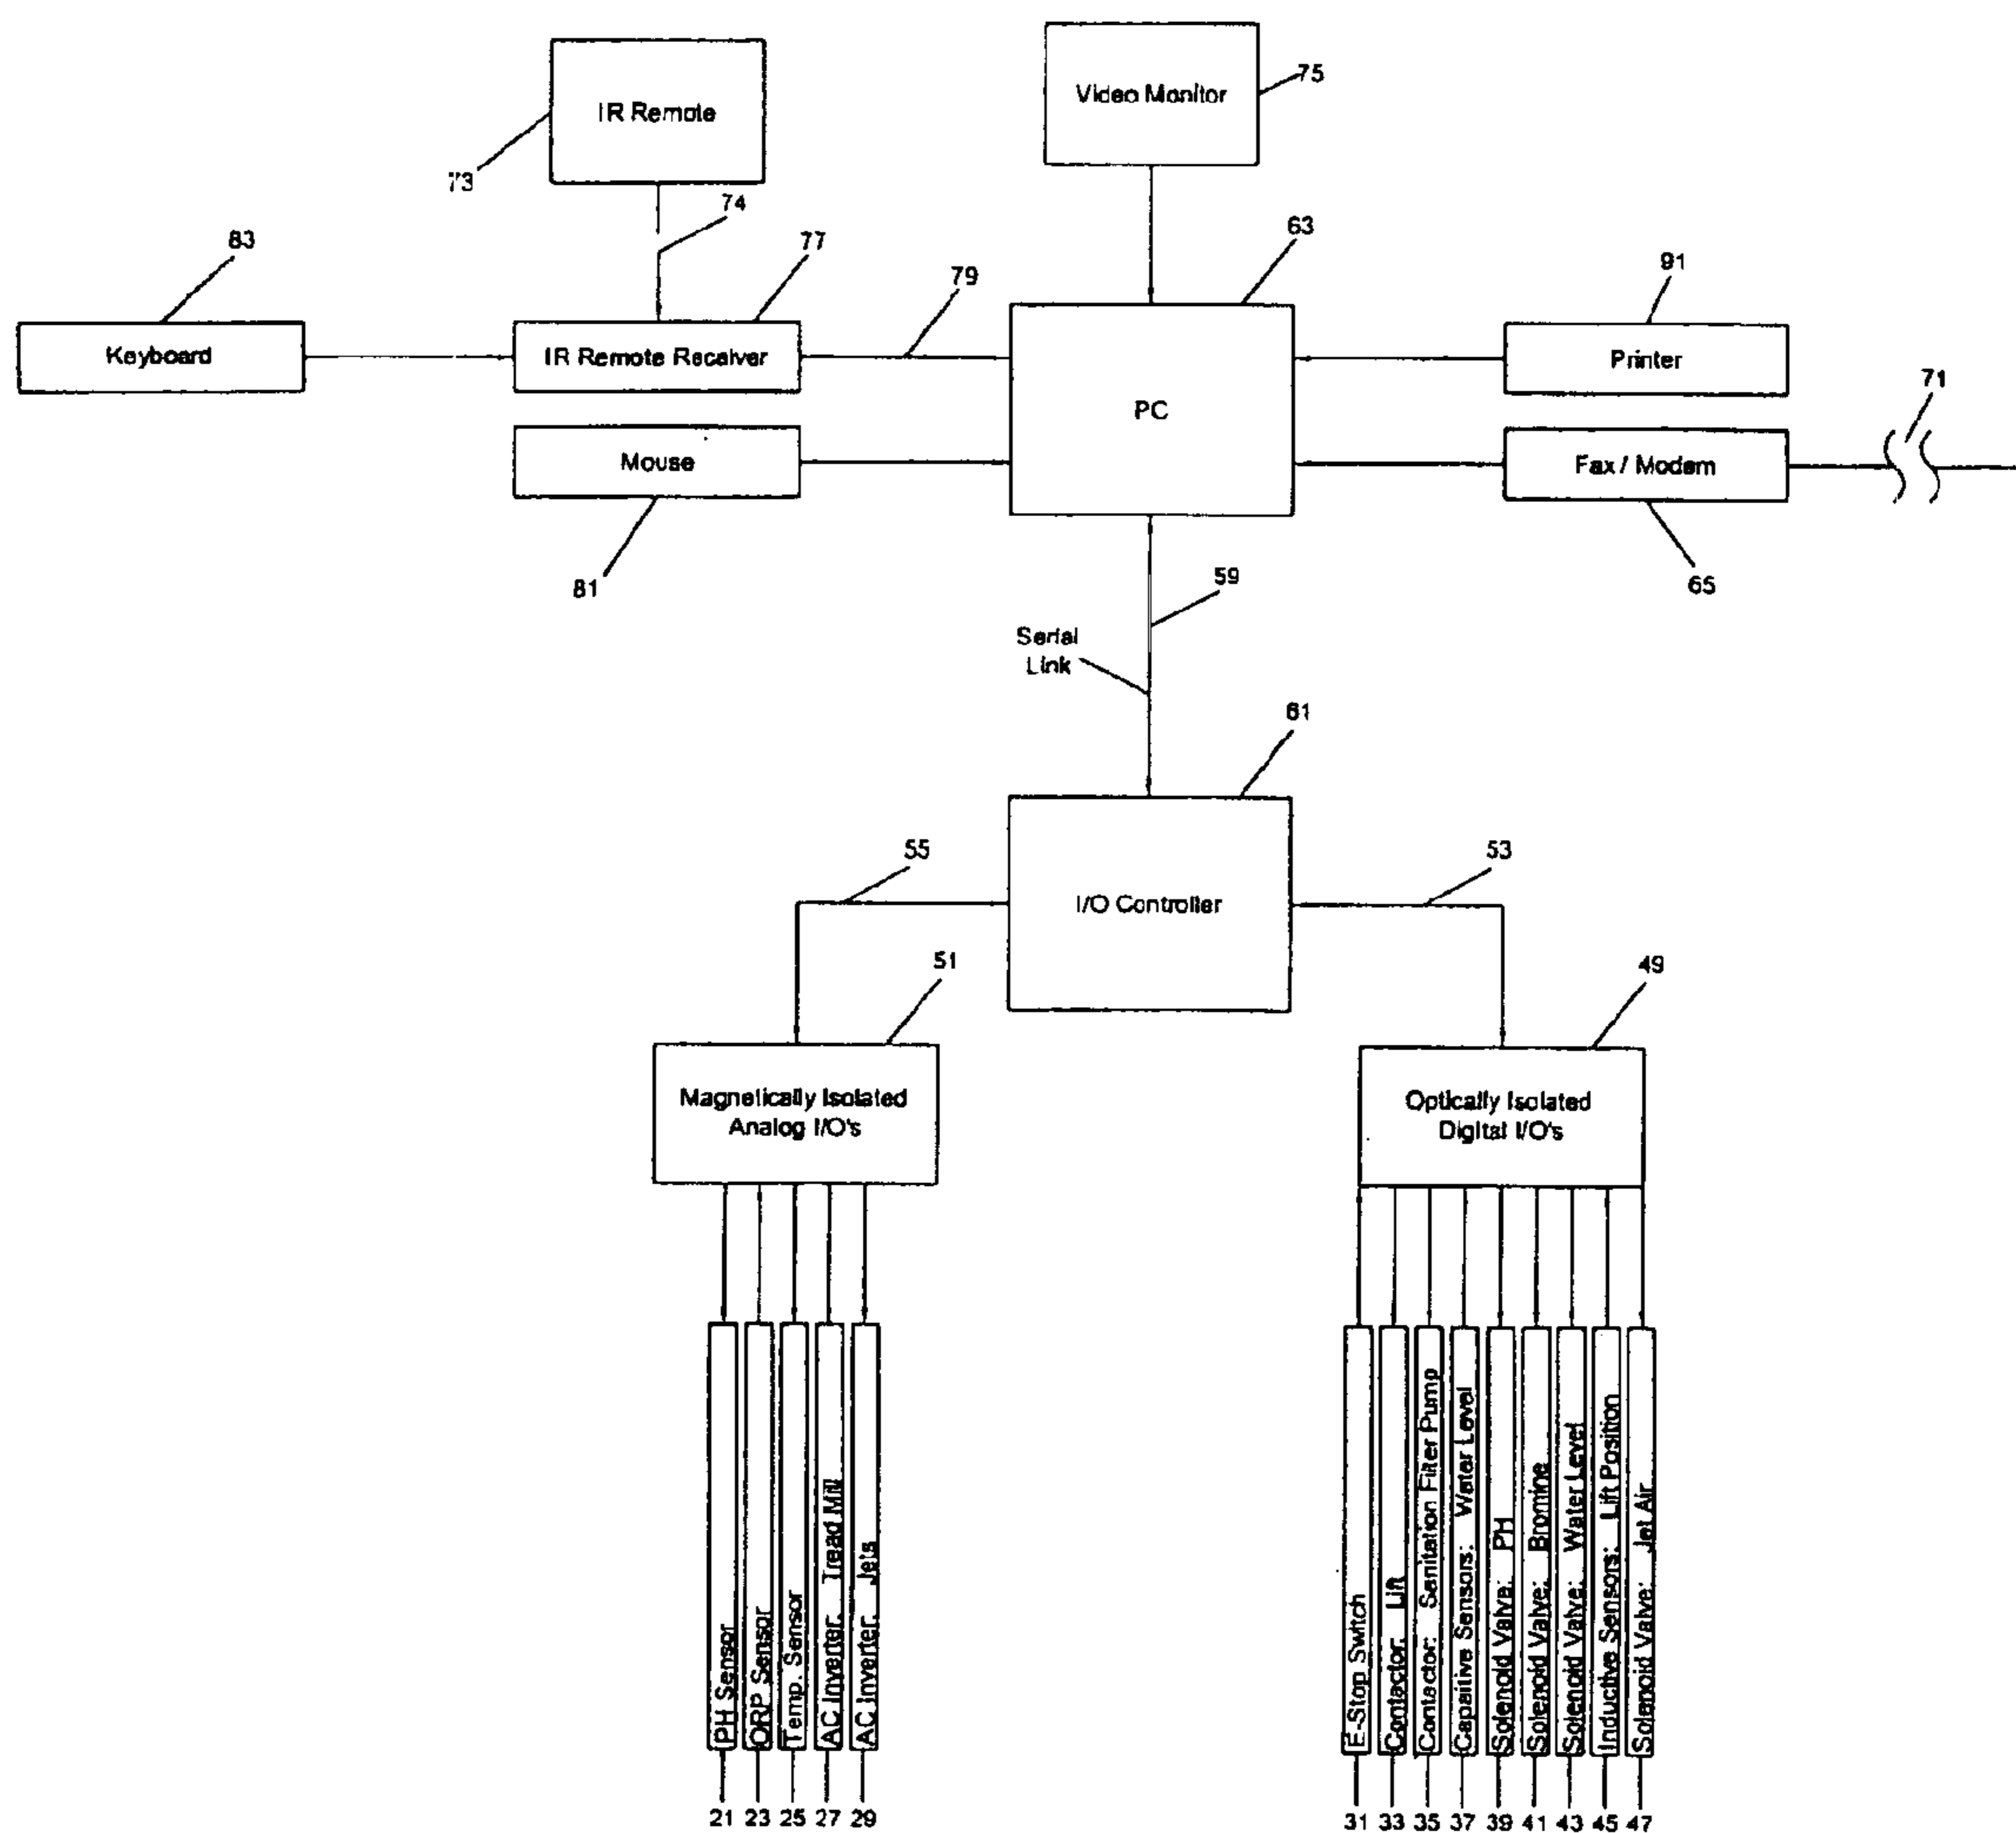 IR Remote
Video Monitor
75
73
74
83
77
79
63
91
71
Keyboard
IR Remote Receiver
Printer
PC
Mouse
Fax / Modem
81
65
59
Serial
Link
61
55
53
I/O Controller
51
49
Magnetically Isolated
Analog I/O's
Optically Isolated
Digital I/O's
PH Sensor
ORP Sensor
Temp. Sensor
AC Inverter. Tread Mill
AC Inverter. Jets
E-Stop Switch
Contactor. Lift
Contactor: Sanitation Filter Pump
Capaitive Sensors: Water Level
Solenoid Valve: PH
Solenoid Valve: Bromine
Solenoid Valve: Water Level
Inductive Sensors: Lift Position
Solenoid Valve: Jet Air
21 23 25 27 29
31 33 35 37 39 41 43 45 47